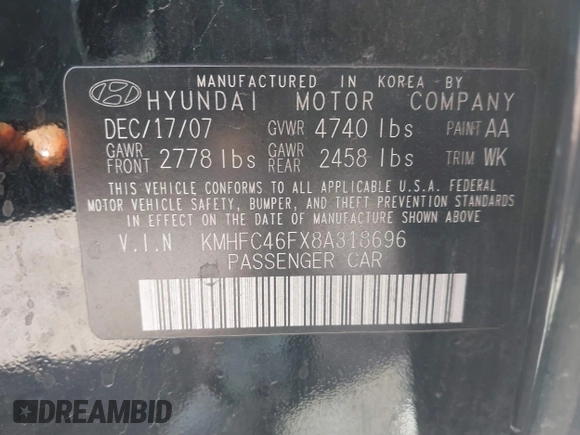 MANUFACTURED IN KOREA BY
HYUNDAI MOTOR COMPANY
DEC/17/07 GVWR 4740 lbs PAINT AA
GAWR FRONT 2778 lbs GAWR REAR 2458 lbs TRIM WK
THIS VEHICLE CONFORMS TO ALL APPLICABLE U.S.A. FEDERAL
MOTOR VEHICLE SAFETY, BUMPER, AND THEFT PREVENTION STANDARDS
IN EFFECT ON THE DATE OF MANUFACTURE SHOWN ABOVE
V.I.N KMHFC46FX8A318696
PASSENGER CAR
DREAMBID